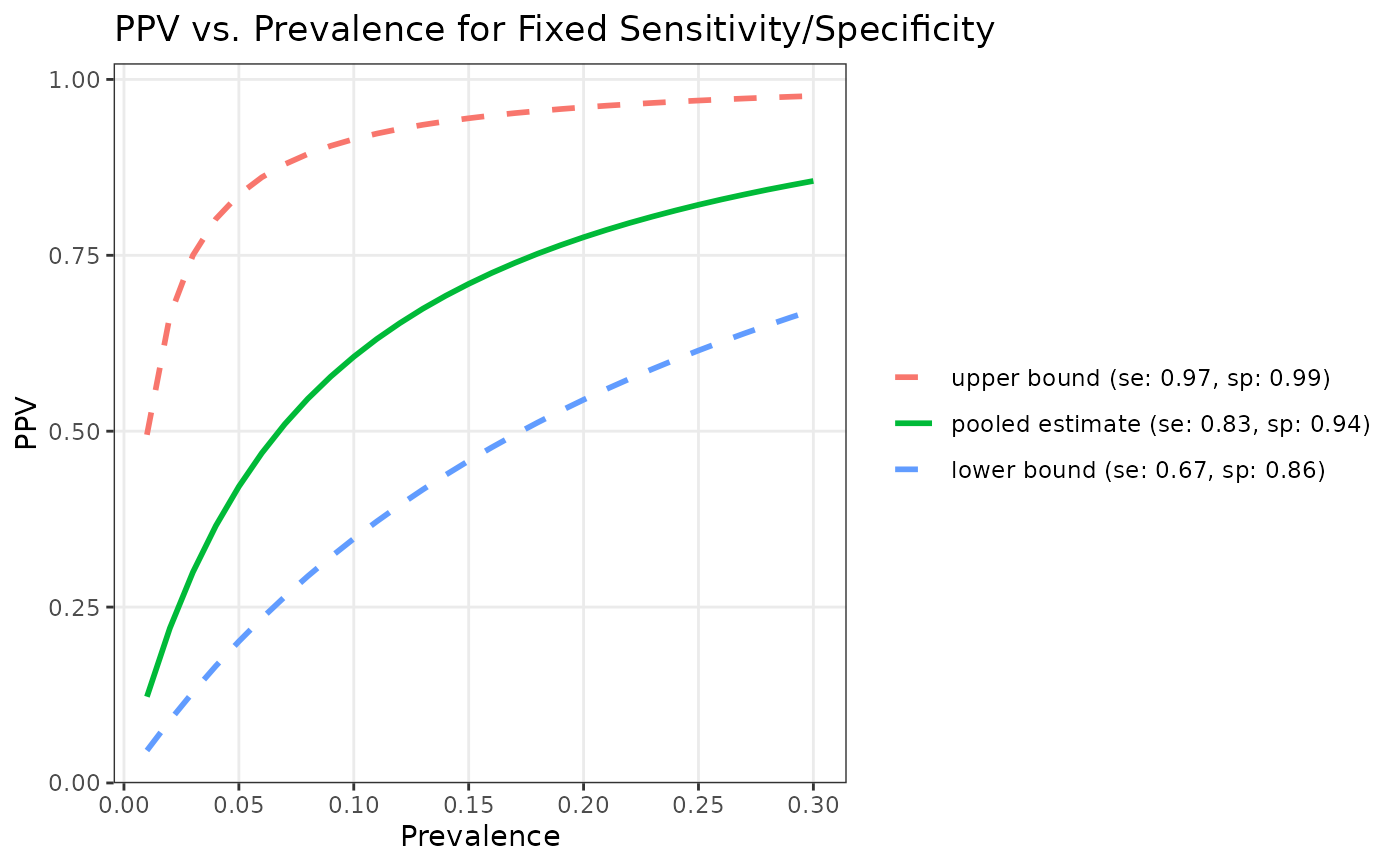 PPV vs. Prevalence for Fixed Sensitivity/Specificity
1.00
0.75
0.50
0.25
0.00
PPV
0.00 0.05 0.10 0.15 0.20 0.25 0.30
Prevalence
upper bound (se: 0.97, sp: 0.99)
pooled estimate (se: 0.83, sp: 0.94)
lower bound (se: 0.67, sp: 0.86)